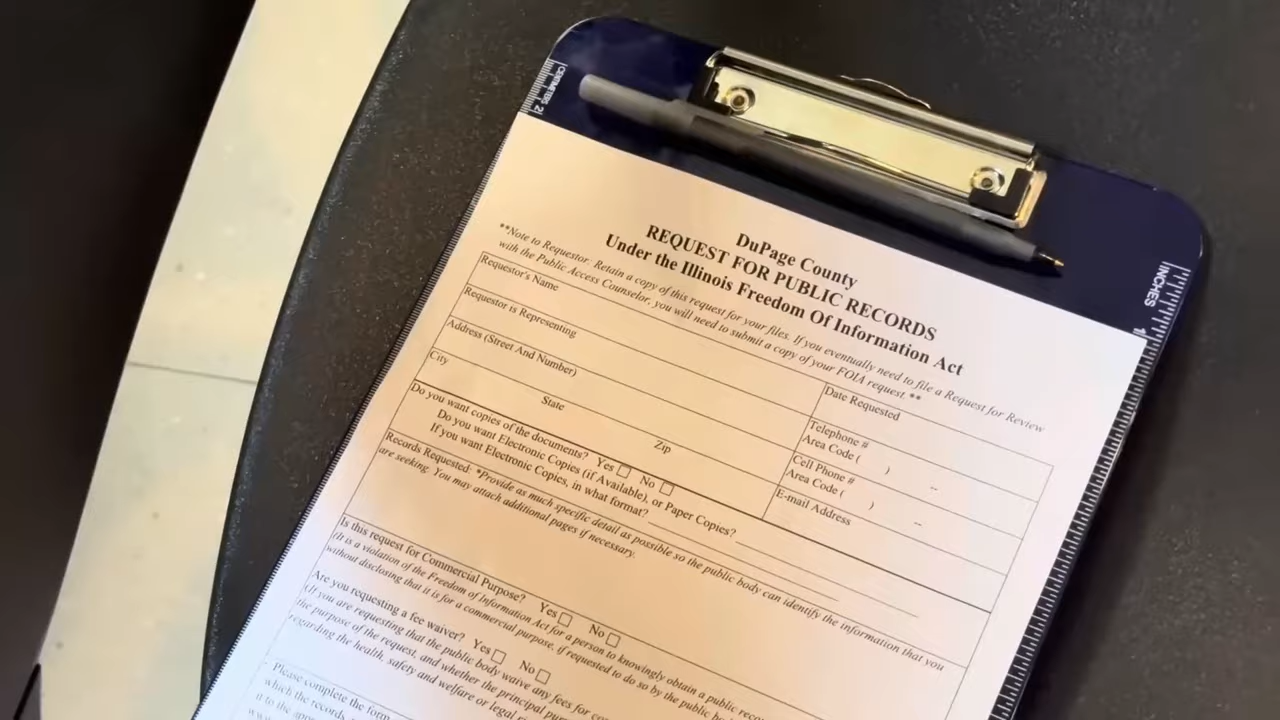 CENTIMETERS
2
INCHES
1
DuPage County
REQUEST FOR PUBLIC RECORDS
Under the Illinois Freedom Of Information Act
**Note to Requestor: Retain a copy of this request for your files. If you eventually need to file a Request for Review
with the Public Access Counselor, you will need to submit a copy of your FOIA request.**
Requestor's Name
Date Requested
Requestor is Representing
Telephone #
Area Code ( ) --
Address (Street And Number)
Cell Phone #
Area Code ( ) --
City State Zip
E-mail Address
Do you want copies of the documents? Yes No
Do you want Electronic Copies (if Available), or Paper Copies?
If you want Electronic Copies, in what format?
Records Requested: *Provide as much specific detail as possible so the public body can identify the information that you
are seeking. You may attach additional pages if necessary.
Is this request for Commercial Purpose? Yes No
(It is a violation of the Freedom of Information Act for a person to knowingly obtain a public
without disclosing that it is for a commercial purpose, if requested to do so by the public
Are you requesting a fee waiver? Yes No
(If you are requesting that the public body waive any fees for
the purpose of the request, and whether the principal
regarding the health, safety and welfare or legal
Please complete the form
which the records,
it to the